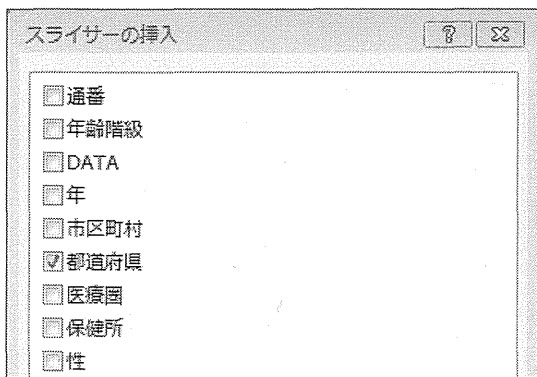 スライサーの挿入
通番
年齢階級
DATA
年
市区町村
都道府県
医療圏
保健所
性